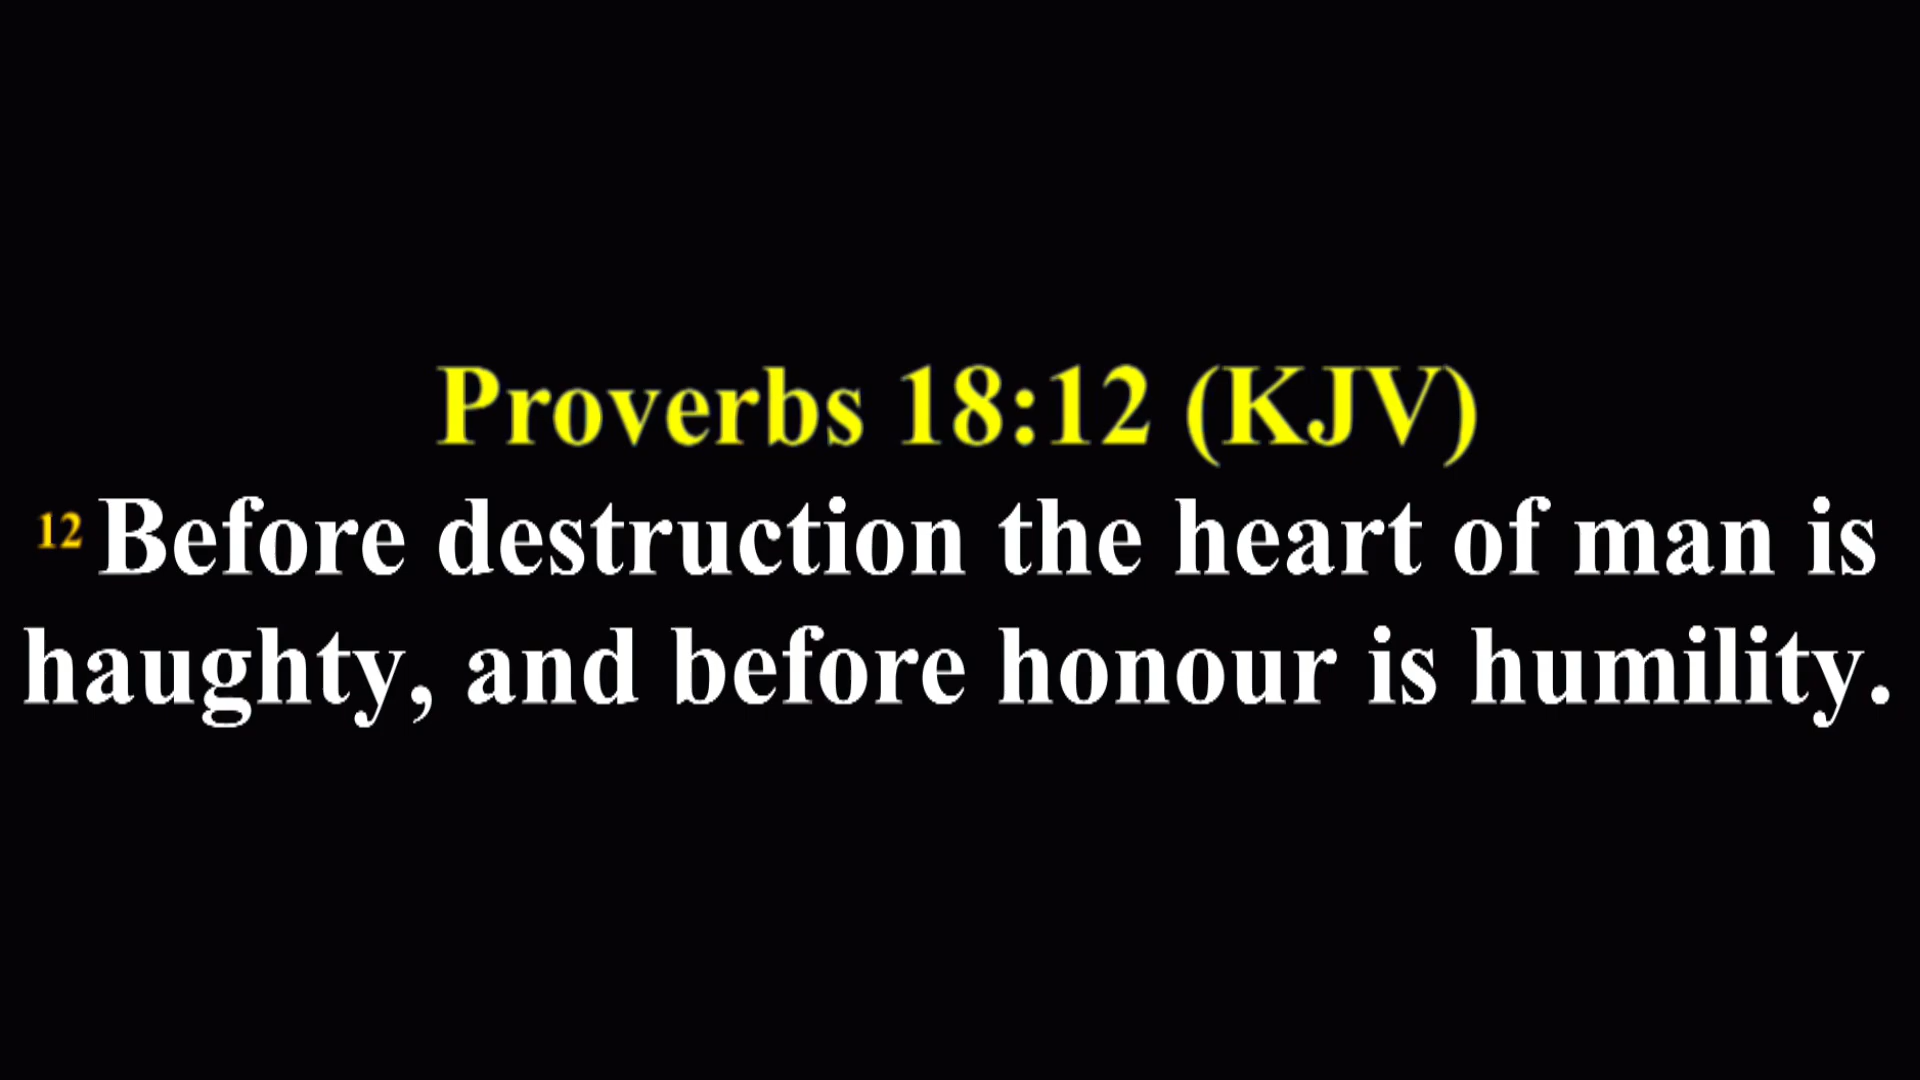 Proverbs 18:12 (KJV)
12 Before destruction the heart of man is
haughty, and before honour is humility.